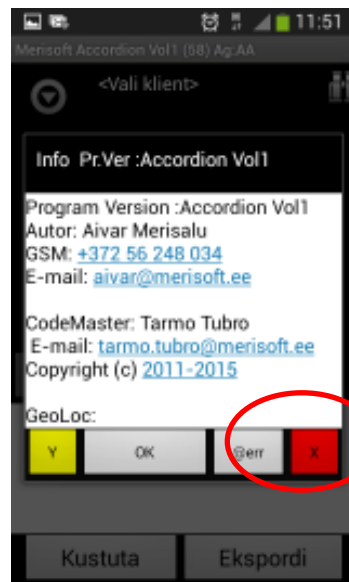 11:51
Merisoft Accordion Vol1 (58) Ag:AA
<Vali klient>
Info Pr.Ver :Accordion Vol1
Program Version :Accordion Vol1
Autor: Aivar Merisalu
GSM: +372 56 248 034
E-mail: aivar@merisoft.ee
CodeMaster: Tarmo Tubro
E-mail: tarmo.tubro@merisoft.ee
Copyright (c) 2011-2015
GeoLoc:
Y OK @err X
Kustuta Ekspordi